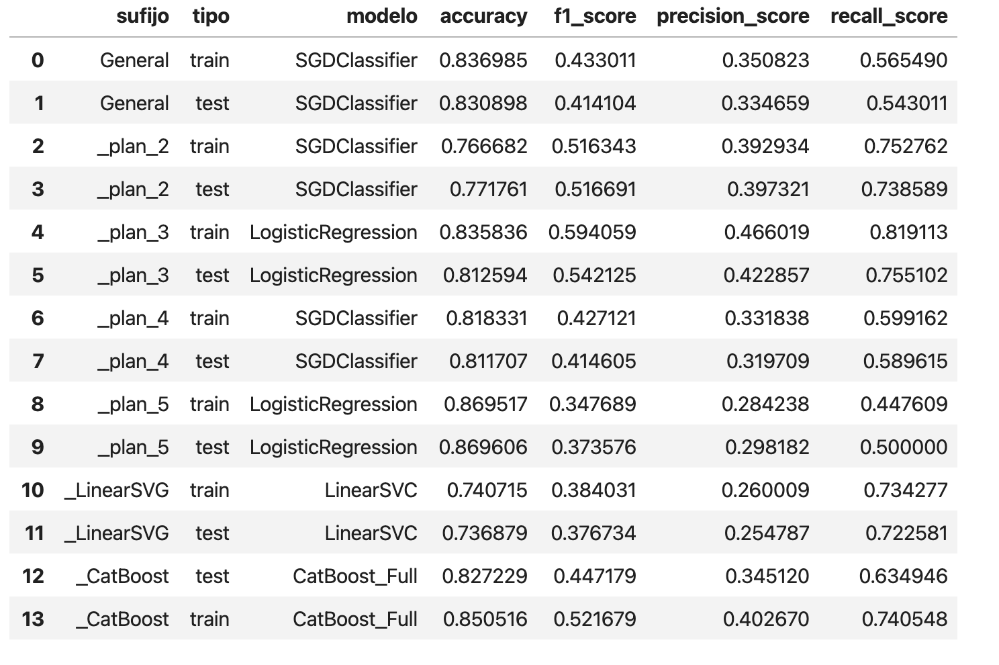 sufijo tipo modelo accuracy f1_score precision_score recall_score
0 General train SGDClassifier 0.836985 0.433011 0.350823 0.565490
1 General test SGDClassifier 0.830898 0.414104 0.334659 0.543011
2 _plan_2 train SGDClassifier 0.766682 0.516343 0.392934 0.752762
3 _plan_2 test SGDClassifier 0.771761 0.516691 0.397321 0.738589
4 _plan_3 train LogisticRegression 0.835836 0.594059 0.466019 0.819113
5 _plan_3 test LogisticRegression 0.812594 0.542125 0.422857 0.755102
6 _plan_4 train SGDClassifier 0.818331 0.427121 0.331838 0.599162
7 _plan_4 test SGDClassifier 0.811707 0.414605 0.319709 0.589615
8 _plan_5 train LogisticRegression 0.869517 0.347689 0.284238 0.447609
9 _plan_5 test LogisticRegression 0.869606 0.373576 0.298182 0.500000
10 _LinearSVG train LinearSVC 0.740715 0.384031 0.260009 0.734277
11 _LinearSVG test LinearSVC 0.736879 0.376734 0.254787 0.722581
12 _CatBoost test CatBoost_Full 0.827229 0.447179 0.345120 0.634946
13 _CatBoost train CatBoost_Full 0.850516 0.521679 0.402670 0.740548